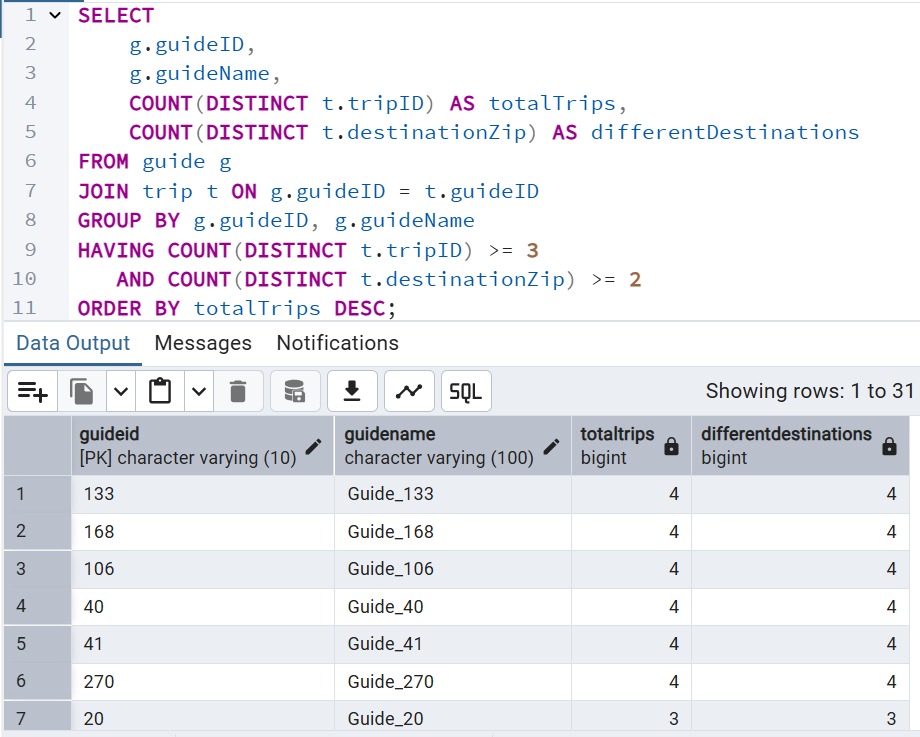 1 SELECT
2 g.guideID,
3 g.guideName,
4 COUNT(DISTINCT t.tripID) AS totalTrips,
5 COUNT(DISTINCT t.destinationZip) AS differentDestinations
6 FROM guide g
7 JOIN trip t ON g.guideID = t.guideID
8 GROUP BY g.guideID, g.guideName
9 HAVING COUNT(DISTINCT t.tripID) >= 3
10 AND COUNT(DISTINCT t.destinationZip) >= 2
11 ORDER BY totalTrips DESC;
Data Output Messages Notifications
SQL Showing rows: 1 to 31
guideid guidename totaltrips differentdestinations
[PK] character varying (10) character varying (100) bigint bigint
1 133 Guide_133 4 4
2 168 Guide_168 4 4
3 106 Guide_106 4 4
4 40 Guide_40 4 4
5 41 Guide_41 4 4
6 270 Guide_270 4 4
7 20 Guide_20 3 3